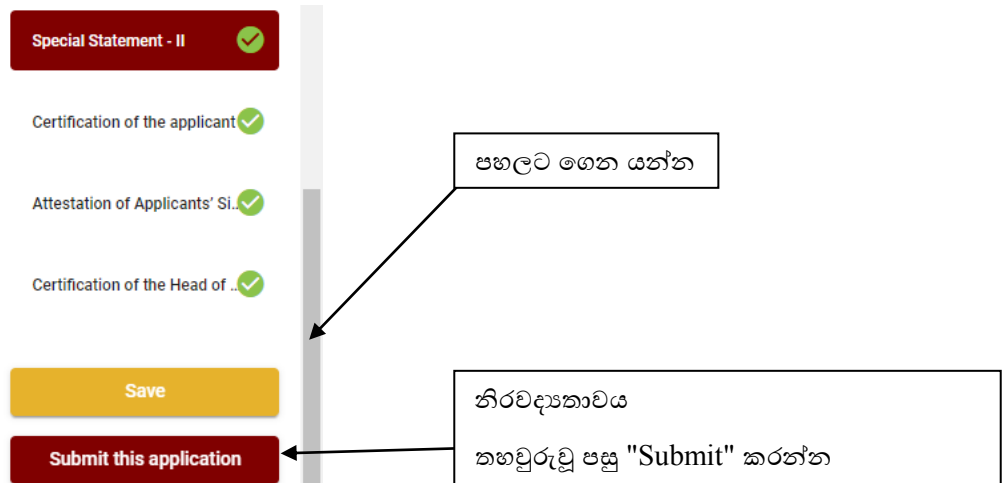 Special Statement - II
Certification of the applicant
පහලට ගෙන යන්න
Attestation of Applicants' Si..
Certification of the Head of ..
Save
නිරවද්‍යතාවය
Submit this application
තහවුරුවූ පසු "Submit" කරන්න